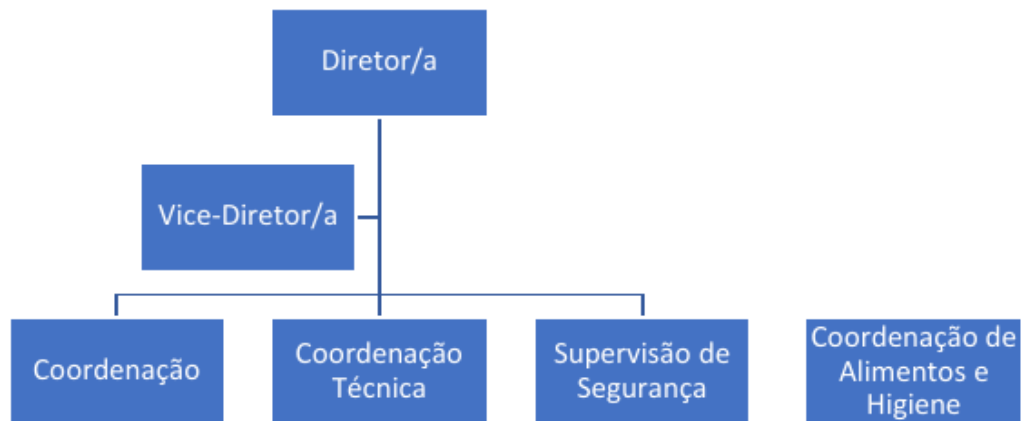 Diretor/a
Vice-Diretor/a
Coordenação
Coordenação
Técnica
Supervisão de
Segurança
Coordenação de
Alimentos e
Higiene